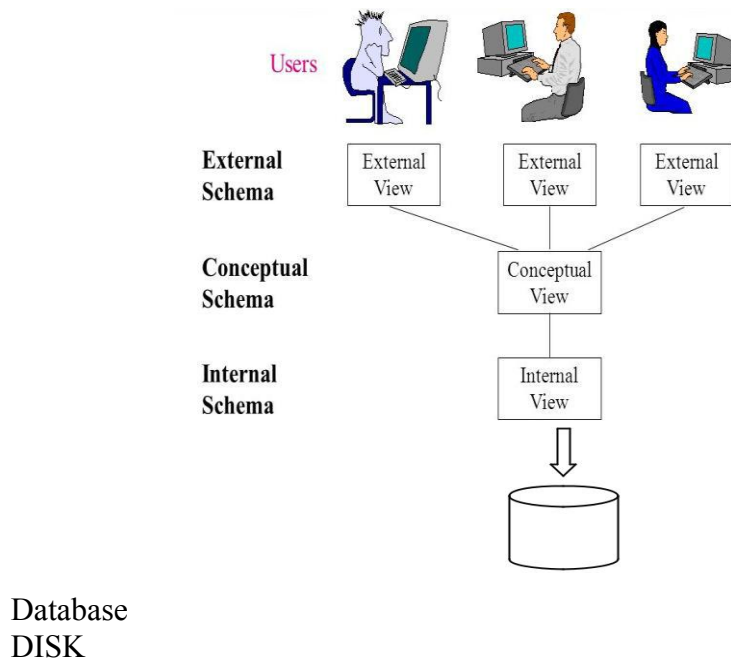 Users
External
Schema
External
View
External
View
External
View
Conceptual
Schema
Conceptual
View
Internal
Schema
Internal
View
Database
DISK